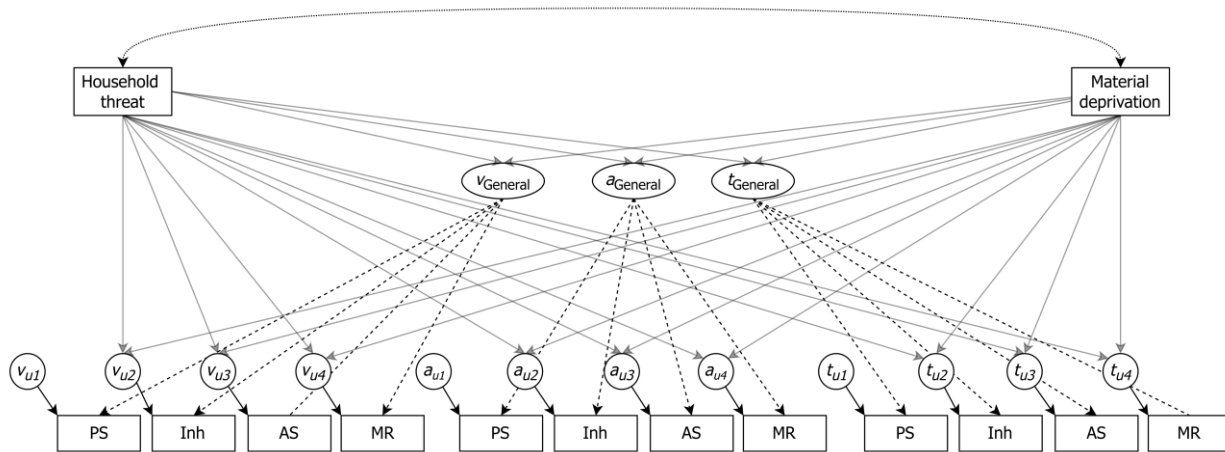 Household
threat
Material
deprivation
vGeneral
aGeneral
tGeneral
vu1
vu2
vu3
vu4
au1
au2
au3
au4
tu1
tu2
tu3
tu4
PS
Inh
AS
MR
PS
Inh
AS
MR
PS
Inh
AS
MR